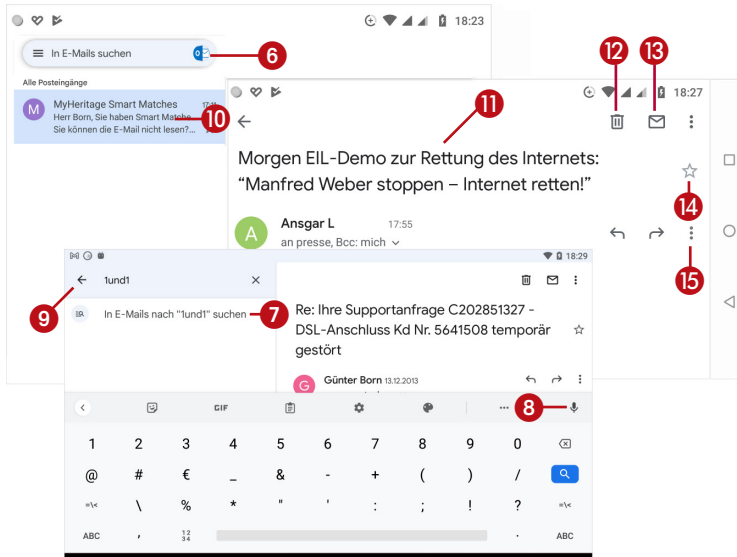 18:23
In E-Mails suchen
6
Alle Posteingänge
M
MyHeritage Smart Matches
Herr Born, Sie haben Smart Matche
Sie können die E-Mail nicht lesen?...
10
11
12
13
18:27
Morgen EIL-Demo zur Rettung des Internets:
“Manfred Weber stoppen – Internet retten!”
14
A
Ansgar L 17:55
an presse, Bcc: mich
15
18:29
9
1und1
In E-Mails nach "1und1" suchen
7
Re: Ihre Supportanfrage C202851327 -
DSL-Anschluss Kd Nr. 5641508 temporär
gestört
G
Günter Born 13.12.2013
GIF
8
1 2 3 4 5 6 7 8 9 0
@ # € _ & - + ( ) /
=\< \ % * " ' : ; ! ? =\<
ABC , 12 . ABC
34